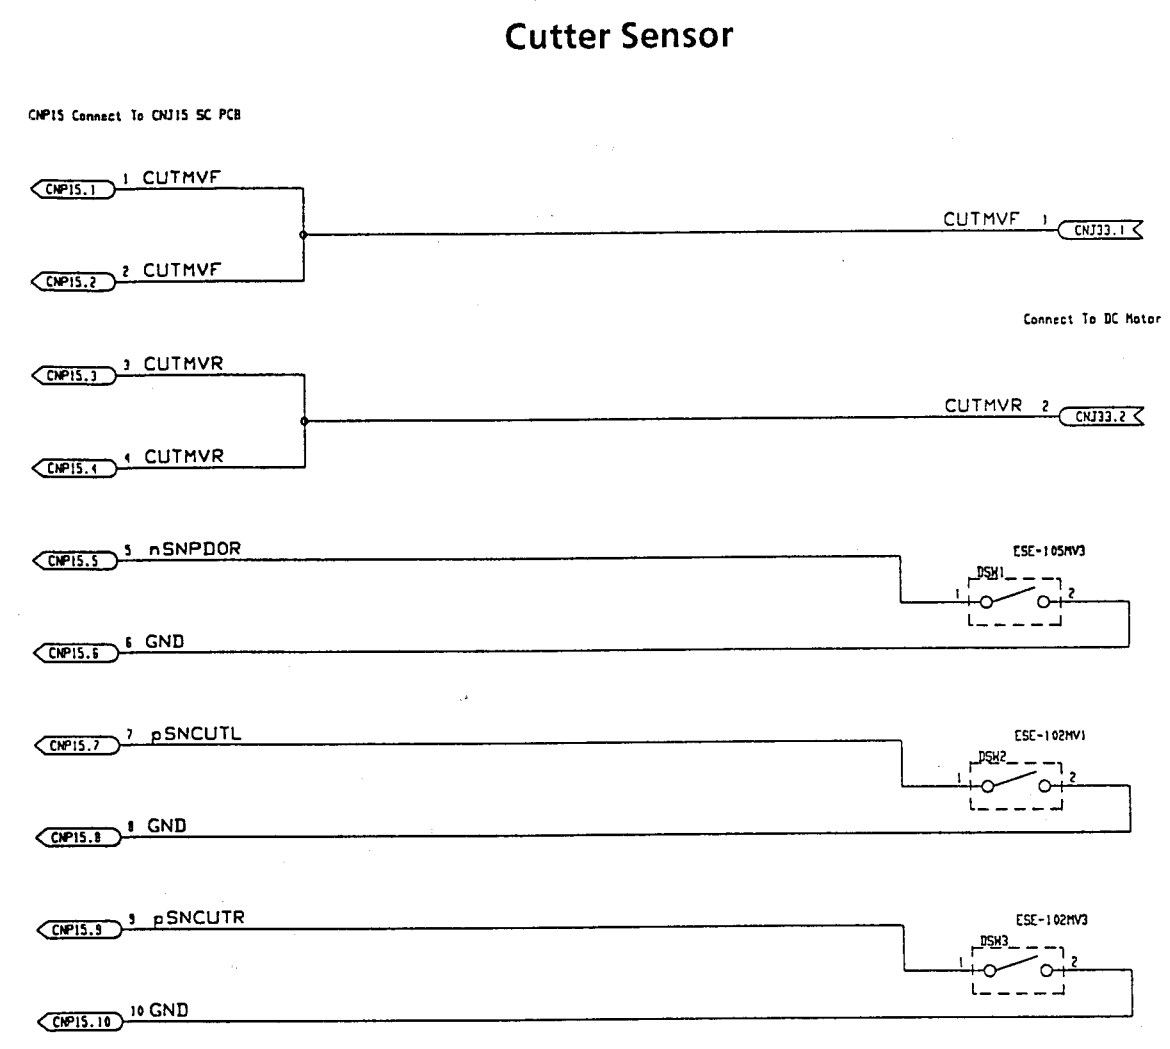 Cutter Sensor
CNP15 Connect To CNJ15 SC PCB
CNP15.1 1 CUTMVF
CUTMVF 1 CNJ33.1
CNP15.2 2 CUTMVF
Connect To DC Motor
CNP15.3 3 CUTMVR
CUTMVR 2 CNJ33.2
CNP15.4 4 CUTMVR
CNP15.5 5 nSNPDOR
ESE-105MV3
DSW1
1 2
CNP15.6 6 GND
CNP15.7 7 pSNCUTL
ESE-102MV1
DSW2
1 2
CNP15.8 8 GND
CNP15.9 9 pSNCUTR
ESE-102MV3
DSW3
1 2
CNP15.10 10 GND